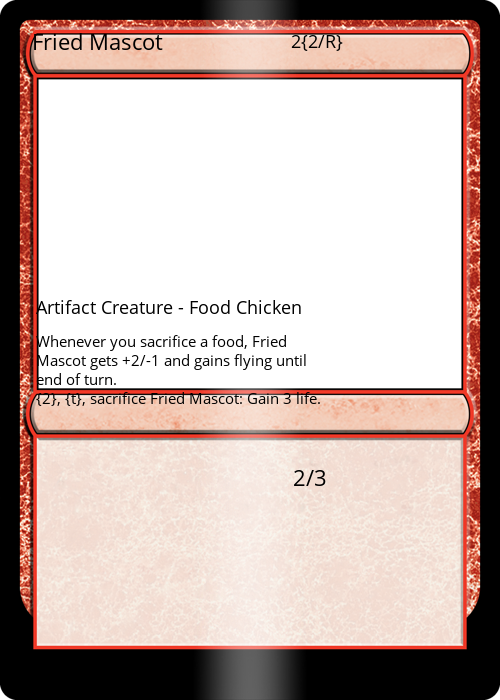 Fried Mascot 2{2/R}
Artifact Creature - Food Chicken
Whenever you sacrifice a food, Fried
Mascot gets +2/-1 and gains flying until
end of turn.
{2}, {t}, sacrifice Fried Mascot: Gain 3 life.
2/3